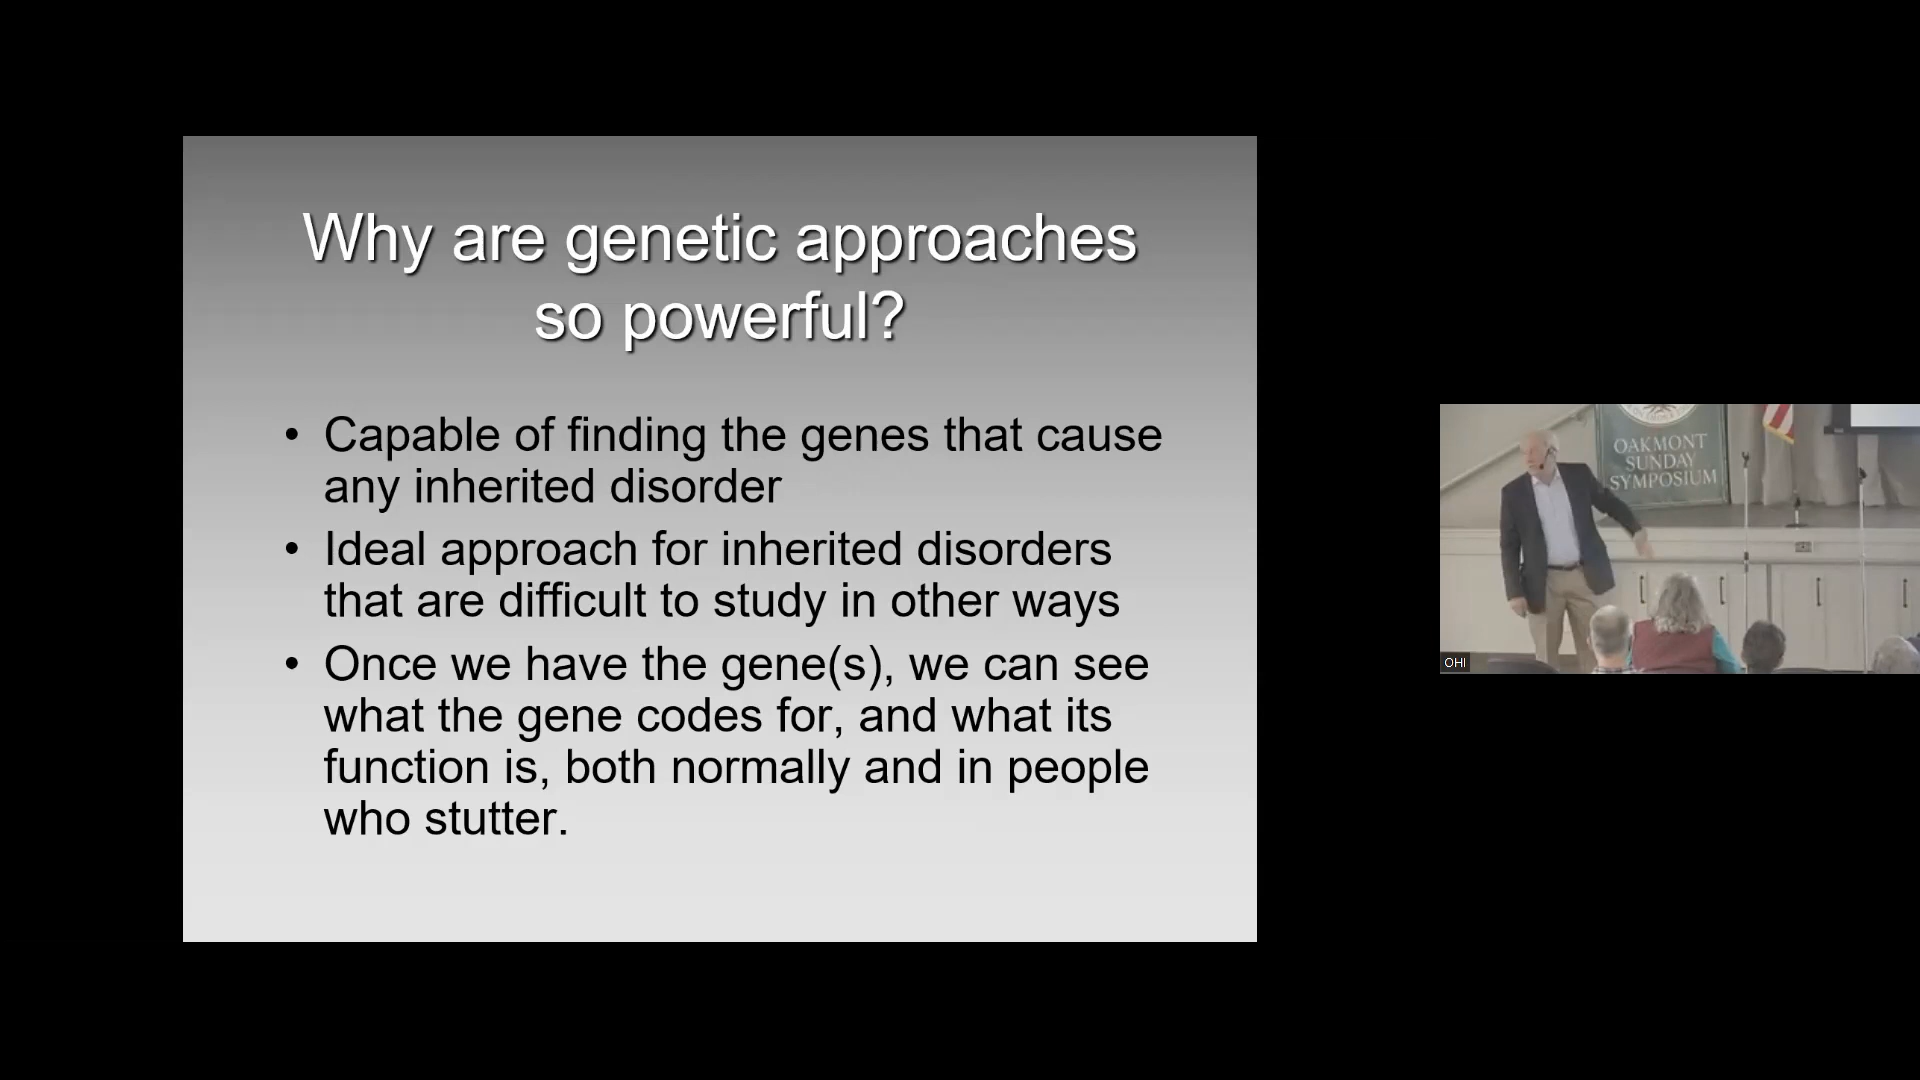 Why are genetic approaches
so powerful?
• Capable of finding the genes that cause
any inherited disorder
• Ideal approach for inherited disorders
that are difficult to study in other ways
• Once we have the gene(s), we can see
what the gene codes for, and what its
function is, both normally and in people
who stutter.
OAKMONT
SUNDAY
SYMPOSIUM
OHI